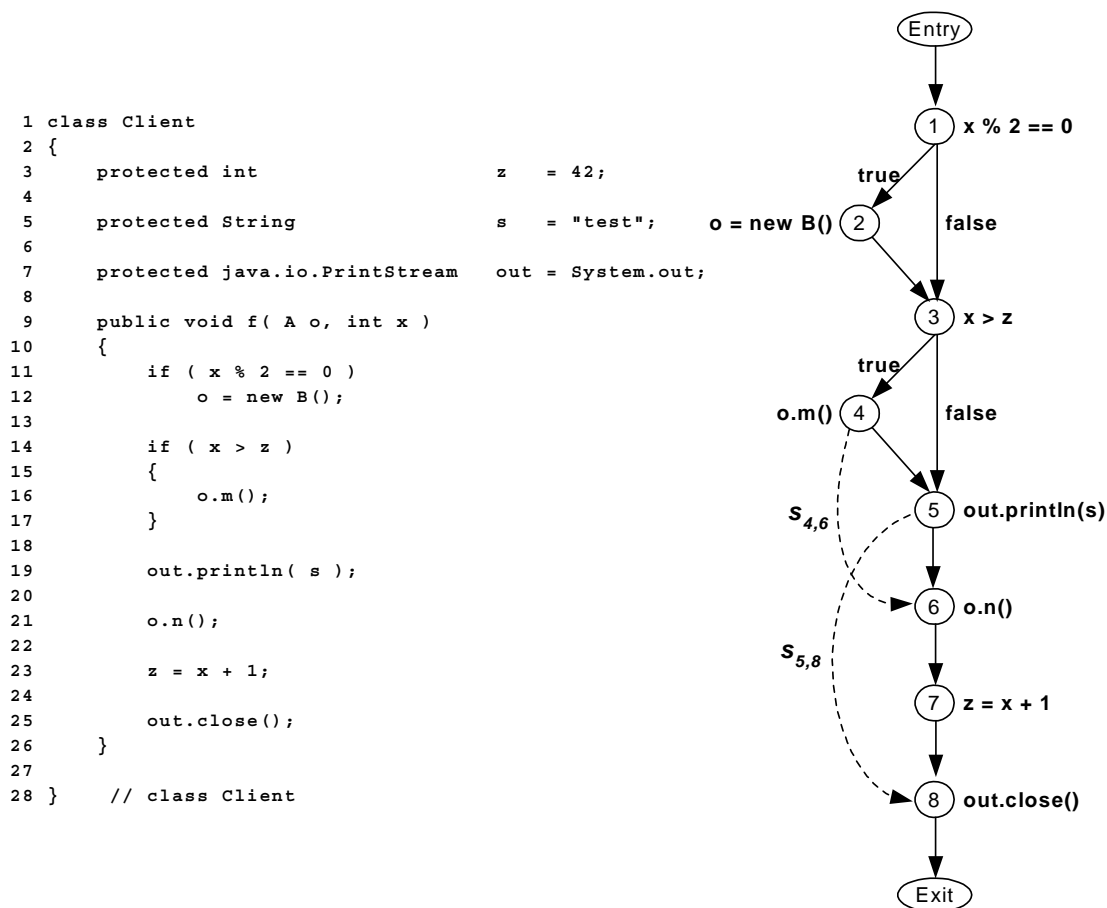 1 class Client
2 {
3     protected int                       z   = 42;
4
5     protected String                    s   = "test";
6
7     protected java.io.PrintStream   out = System.out;
8
9     public void f( A o, int x )
10     {
11         if ( x % 2 == 0 )
12             o = new B();
13
14         if ( x > z )
15         {
16             o.m();
17         }
18
19         out.println( s );
20
21         o.n();
22
23         z = x + 1;
24
25         out.close();
26     }
27
28 }     // class Client
Entry
1 x % 2 == 0
true
o = new B() 2 false
3 x > z
true
o.m() 4 false
5 out.println(s)
s4,6
6 o.n()
s5,8
7 z = x + 1
8 out.close()
Exit